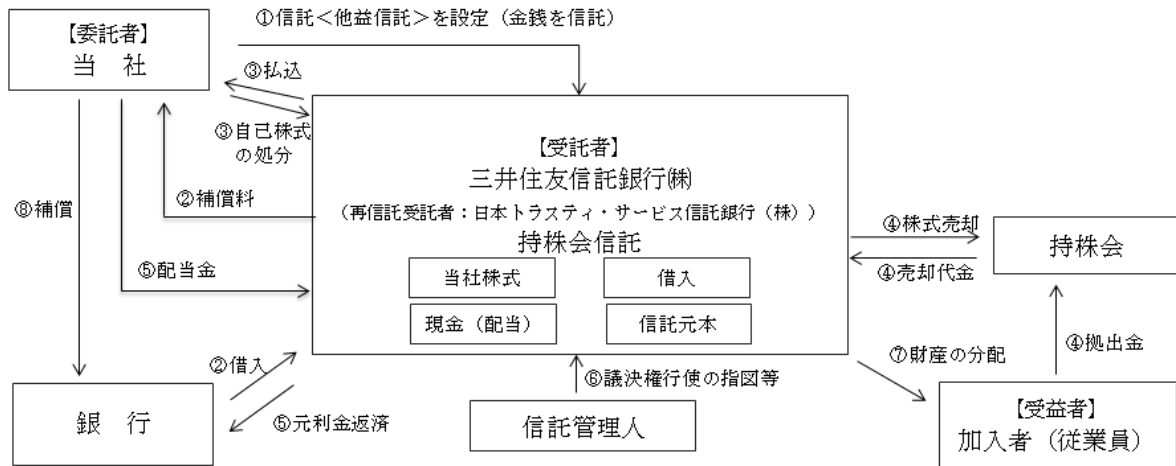 ①信託<他益信託>を設定（金銭を信託）
【委託者】
当　社
③払込
③自己株式
の処分
【受託者】
三井住友信託銀行㈱
（再信託受託者：日本トラスティ・サービス信託銀行（株））
持株会信託
②補償料
⑧補償
④株式売却
持株会
④売却代金
⑤配当金
当社株式
借入
現金（配当）
信託元本
④拠出金
②借入
⑦財産の分配
⑥議決権行使の指図等
銀　行
⑤元利金返済
信託管理人
【受益者】
加入者（従業員）